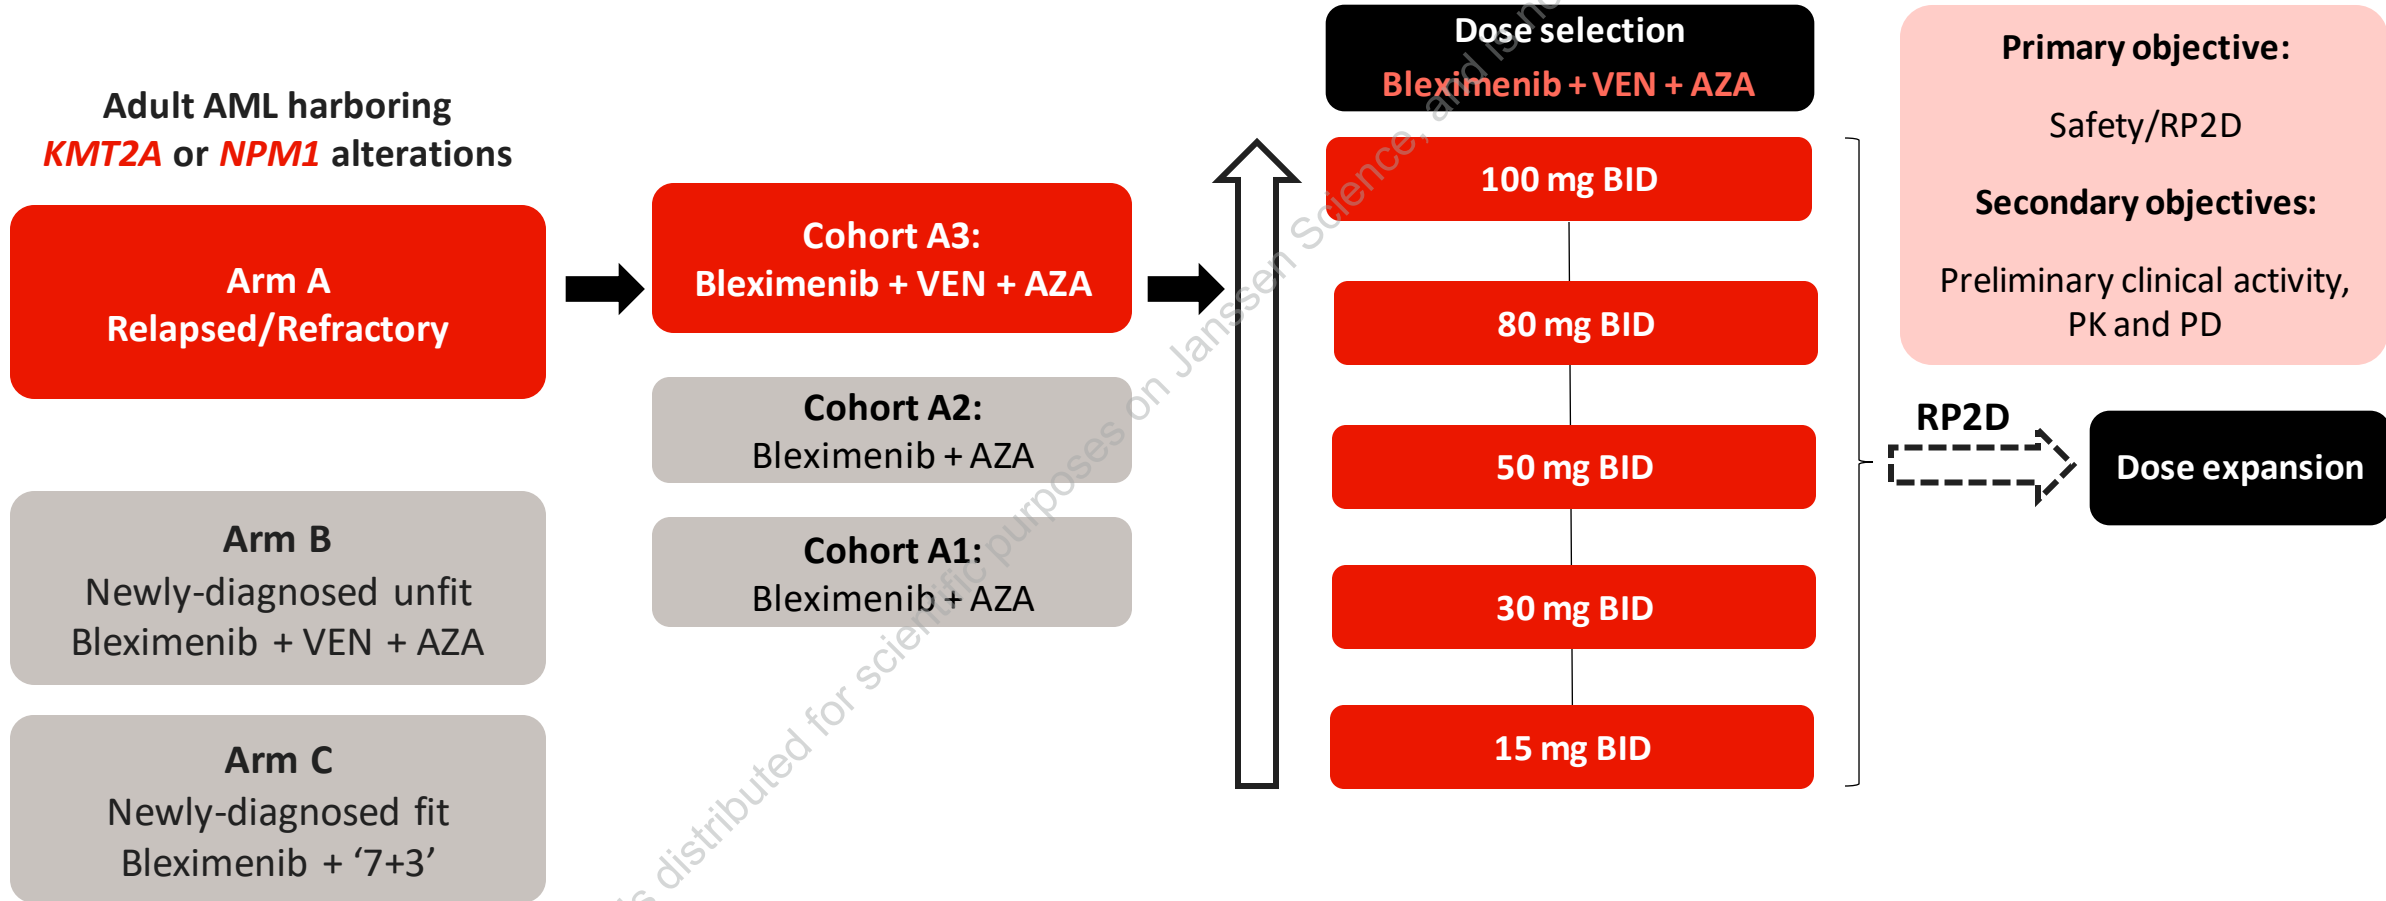 Adult AML harboring
KMT2A or NPM1 alterations
Arm A
Relapsed/Refractory
Arm B
Newly-diagnosed unfit
Bleximenib + VEN + AZA
Arm C
Newly-diagnosed fit
Bleximenib + ‘7+3’
Cohort A3:
Bleximenib + VEN + AZA
Cohort A2:
Bleximenib + AZA
Cohort A1:
Bleximenib + AZA
Dose selection
Bleximenib + VEN + AZA
100 mg BID
80 mg BID
50 mg BID
30 mg BID
15 mg BID
Primary objective:
Safety/RP2D
Secondary objectives:
Preliminary clinical activity,
PK and PD
RP2D
Dose expansion
is distributed for scientific purposes on Janssen Science, and is